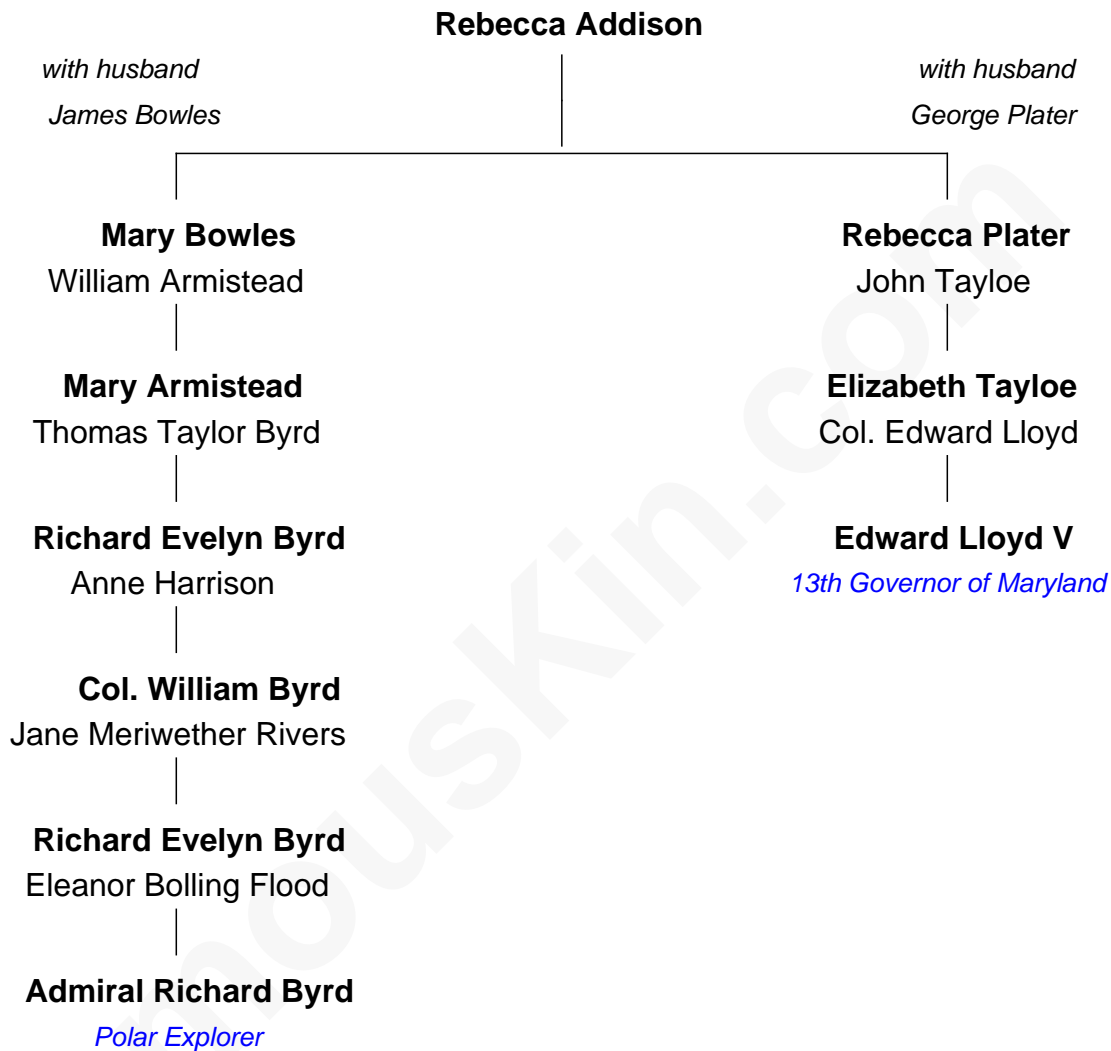 Rebecca Addison
with husband
James Bowles
with husband
George Plater
Mary Bowles
William Armistead
Rebecca Plater
John Tayloe
Mary Armistead
Thomas Taylor Byrd
Elizabeth Tayloe
Col. Edward Lloyd
Richard Evelyn Byrd
Anne Harrison
Edward Lloyd V
13th Governor of Maryland
Col. William Byrd
Jane Meriwether Rivers
Richard Evelyn Byrd
Eleanor Bolling Flood
Admiral Richard Byrd
Polar Explorer
mouskin.com